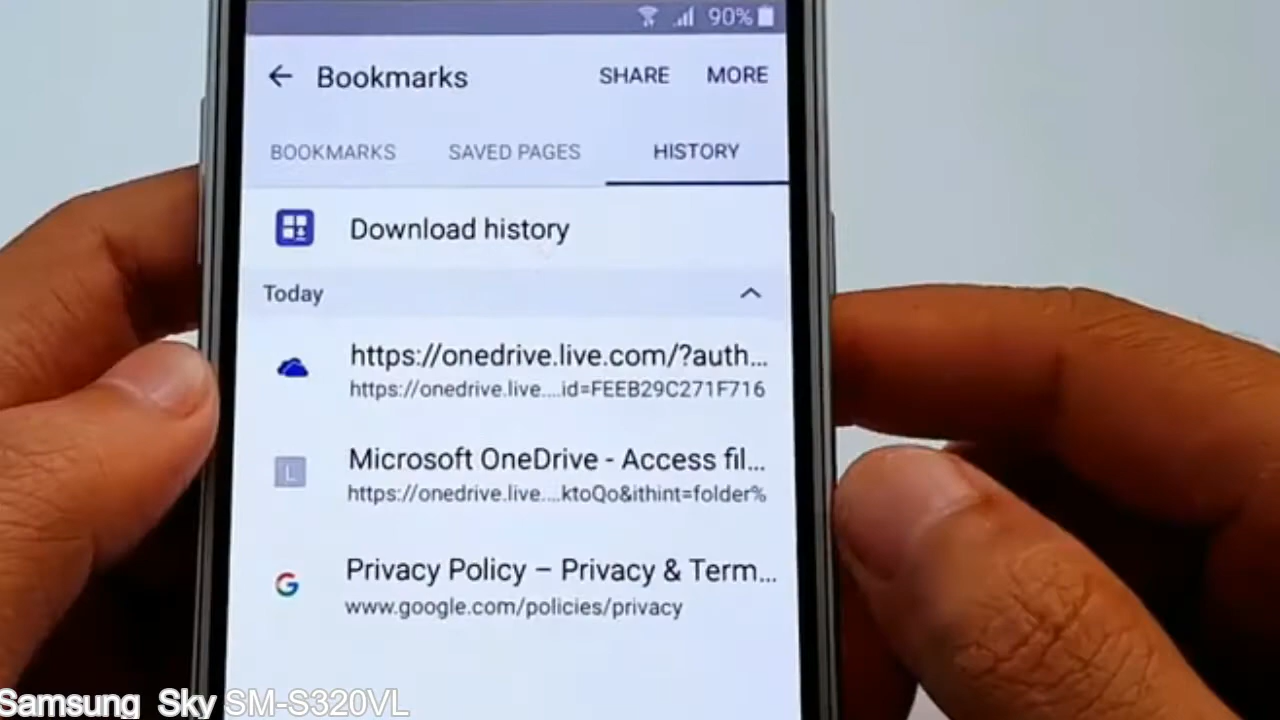 90%
Bookmarks SHARE MORE
BOOKMARKS SAVED PAGES HISTORY
Download history
Today
https://onedrive.live.com/?auth...
https://onedrive.live....id=FEEB29C271F716
L
Microsoft OneDrive - Access fil...
https://onedrive.live....ktoQo&ithint=folder%
G
Privacy Policy – Privacy & Term...
www.google.com/policies/privacy
Samsung Sky SM-S320VL